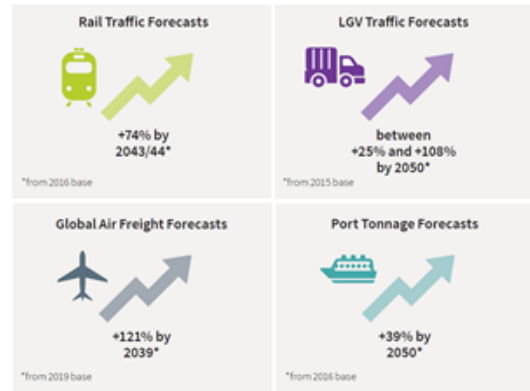 Rail Traffic Forecasts
+74% by
2043/44*
*from 2016 base
LGV Traffic Forecasts
between
+25% and +108%
by 2050*
*from 2015 base
Global Air Freight Forecasts
+121% by
2039*
*from 2019 base
Port Tonnage Forecasts
+39% by
2050*
*from 2016 base